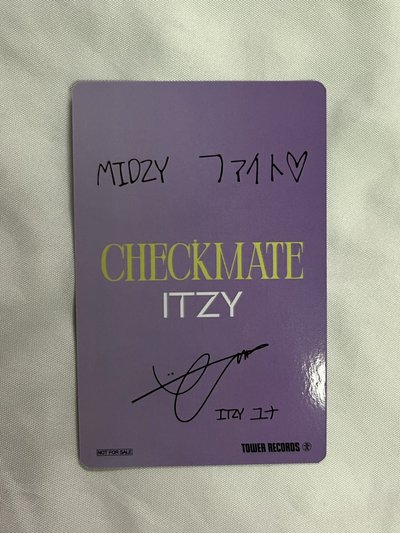 MIDZY ファイト♡
CHECKMATE
ITZY
ITZY ユナ
NOT FOR SALE
TOWER RECORDS